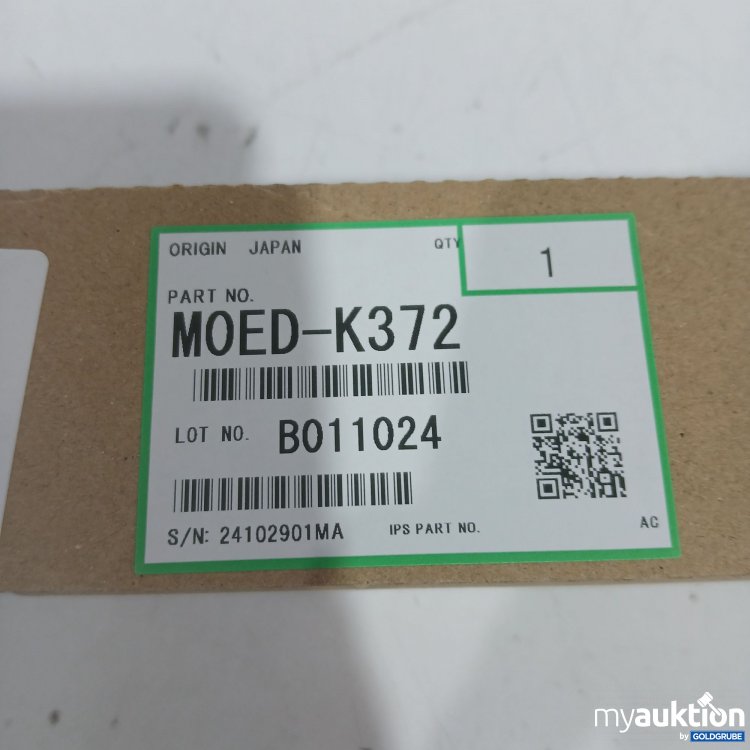 ORIGIN JAPAN QTY 1
PART NO.
MOED-K372
LOT NO. B011024
S/N: 24102901MA IPS PART NO. AC
myauktion
by GOLDGRUBE